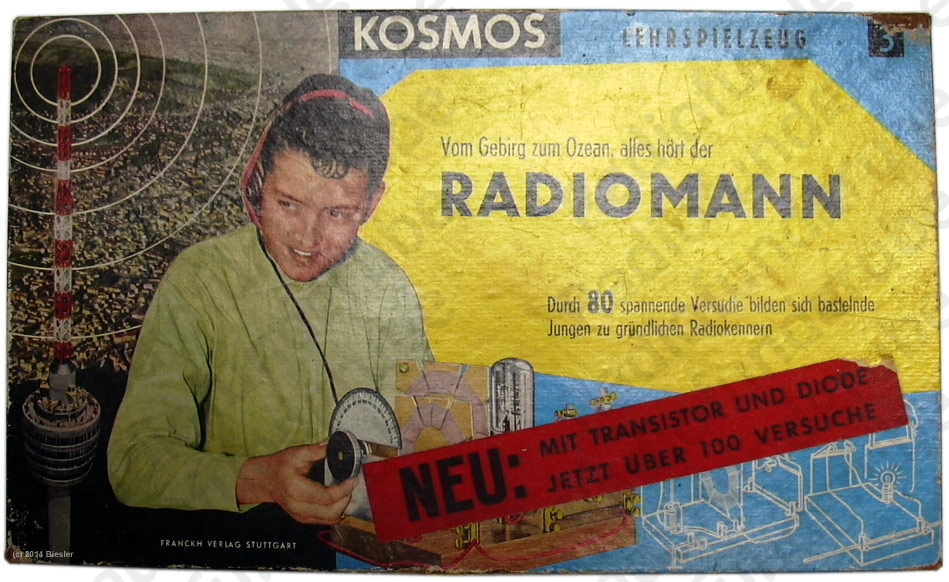 KOSMOS
LEHRSPIELZEUG
Vom Gebirg zum Ozean, alles hört der
RADIOMANN
Durch 80 spannende Versuche bilden sich bastelnde
Jungen zu gründlichen Radiokennern
NEU:
MIT TRANSISTOR UND DIODE
JETZT ÜBER 100 VERSUCHE
FRANCKH VERLAG STUTTGART
(c) 2014 Biesler